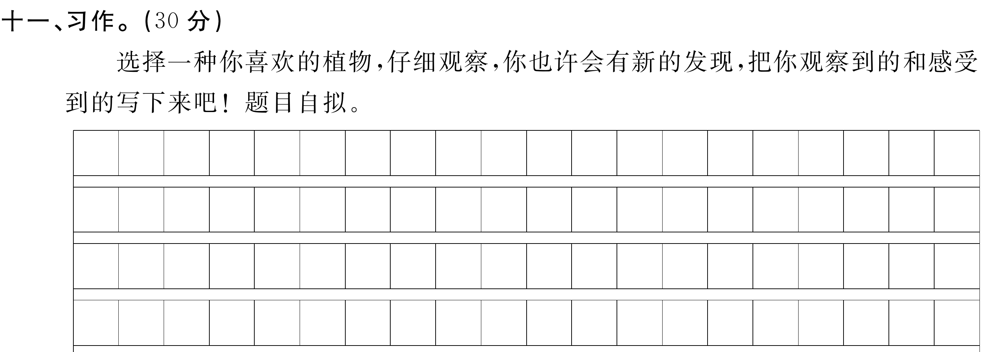 十一、习作。(30 分)
选择一种你喜欢的植物,仔细观察,你也许会有新的发现,把你观察到的和感受
到的写下来吧！题目自拟。